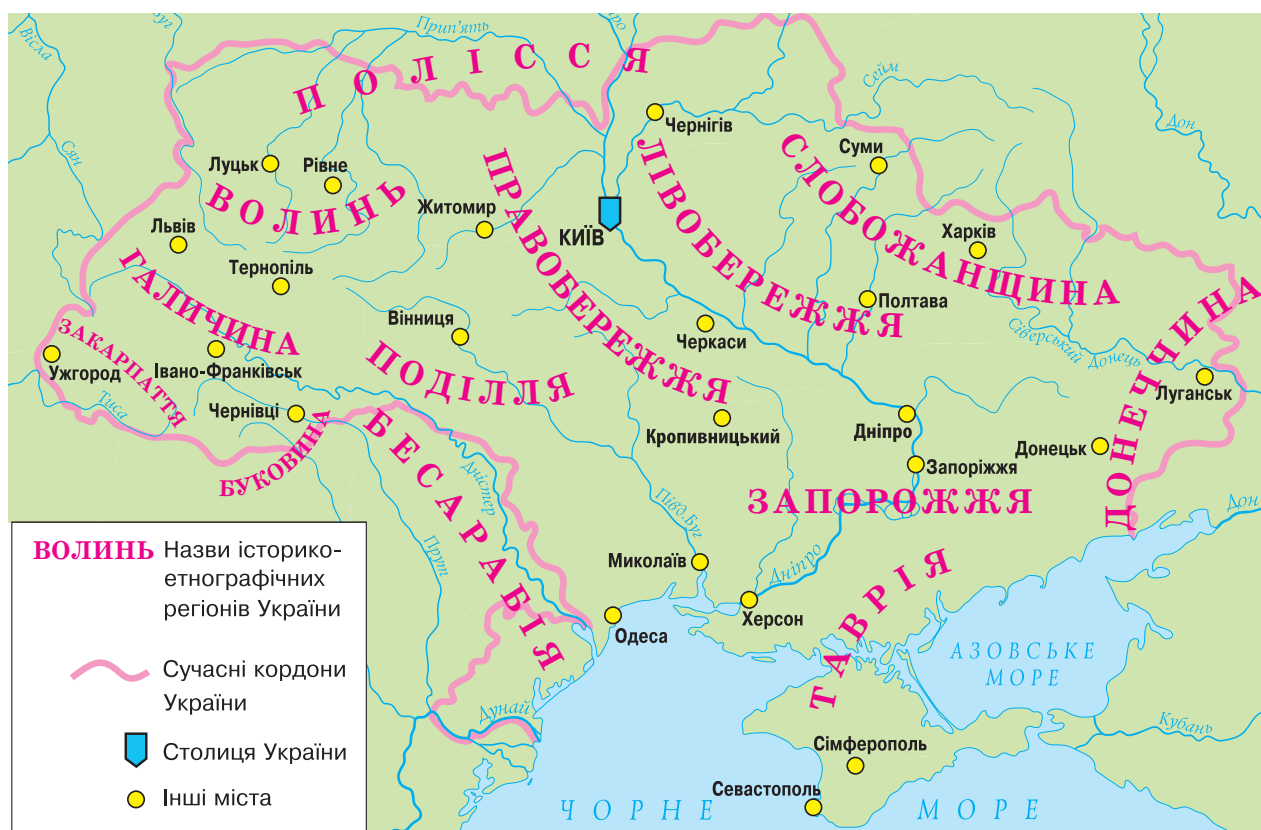 Вісла
Буг
Прип'ять
Дніпро
Сейм
Дон
ПОЛІССЯ
Чернігів
Сян
Луцьк
Рівне
ВОЛИНЬ
ПРАВОБЕРЕЖЖЯ
ЛІВОБЕРЕЖЖЯ
Суми
СЛОБОЖАНЩИНА
Житомир
КИЇВ
Львів
Харків
ГАЛИЧИНА
Тернопіль
Полтава
Вінниця
Черкаси
Сіверський Донець
ДОНЕЧЧИНА
ЗАКАРПАТТЯ
Ужгород
Івано-Франківськ
ПОДІЛЛЯ
Луганськ
Тиса
Чернівці
БУКОВИНА
БЕСАРАБІЯ
Кропивницький
Дніпро
Донецьк
Дністер
Запоріжжя
ЗАПОРОЖЖЯ
Півд. Буг
Дон
Прут
Миколаїв
Дніпро
Херсон
Одеса
ТАВРІЯ
АЗОВСЬКЕ
МОРЕ
Дунай
Кубань
Сімферополь
Севастополь
ЧОРНЕ МОРЕ
ВОЛИНЬ Назви історико-
етнографічних
регіонів України
Сучасні кордони
України
Столиця України
Інші міста